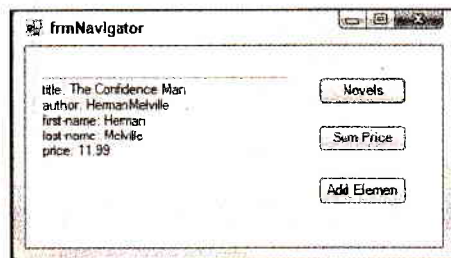 frmNavigator
title: The Confidence Man
author: HermanMelville
first-name: Herman
last-name: Melville
price: 11.99
Novels
Sum Price
Add Elemen